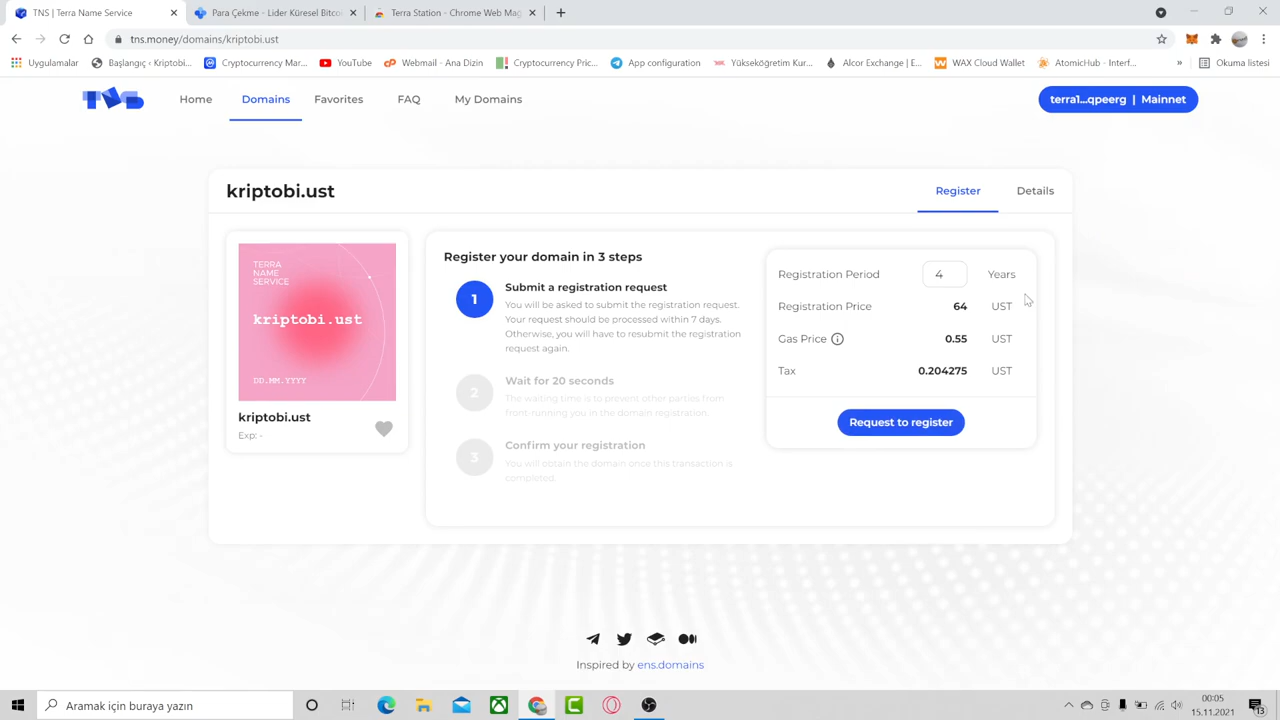 TNS | Terra Name Service
Para Çekme - Lider Küresel Bitco
Terra Station - Chrome Web Mag
tns.money/domains/kriptobi.ust
Uygulamalar
Başlangıç ‹ Kriptobi...
Cryptocurrency Mar...
YouTube
Webmail - Ana Dizin
Cryptocurrency Pric...
App configuration
Yükseköğretim Kur...
Alcor Exchange | E...
WAX Cloud Wallet
AtomicHub - Interf...
»
Okuma listesi
TNS
Home
Domains
Favorites
FAQ
My Domains
terra1...qpeerg | Mainnet
kriptobi.ust
Register
Details
TERRA
NAME
SERVICE
kriptobi.ust
DD.MM.YYYY
kriptobi.ust
Exp: -
Register your domain in 3 steps
1
Submit a registration request
You will be asked to submit the registration request.
Your request should be processed within 7 days.
Otherwise, you will have to resubmit the registration
request again.
2
Wait for 20 seconds
The waiting time is to prevent other parties from
front-running you in the domain registration.
3
Confirm your registration
You will obtain the domain once this transaction is
completed.
Registration Period 4 Years
Registration Price 64 UST
Gas Price 0.55 UST
Tax 0.204275 UST
Request to register
Inspired by ens.domains
Aramak için buraya yazın
00:05
15.11.2021
13